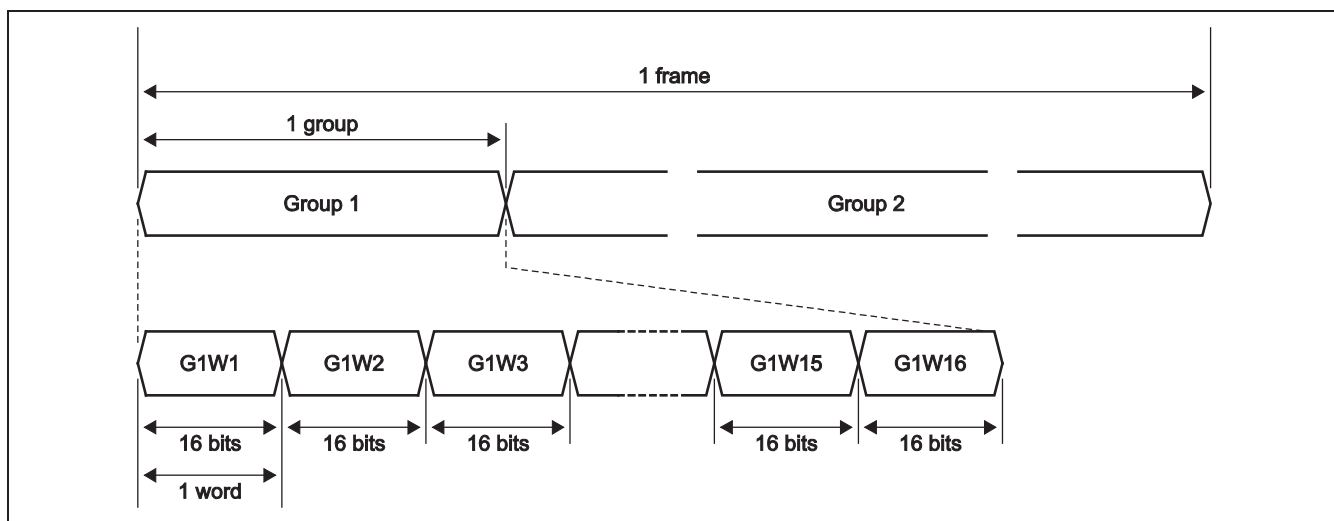 1 frame
1 group
Group 1
Group 2
G1W1
G1W2
G1W3
G1W15
G1W16
16 bits
16 bits
16 bits
16 bits
16 bits
1 word